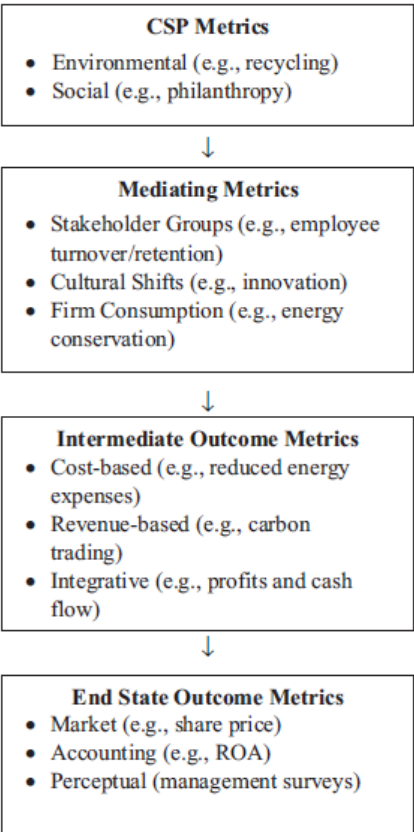 CSP Metrics
• Environmental (e.g., recycling)
• Social (e.g., philanthropy)
↓
Mediating Metrics
• Stakeholder Groups (e.g., employee
turnover/retention)
• Cultural Shifts (e.g., innovation)
• Firm Consumption (e.g., energy
conservation)
↓
Intermediate Outcome Metrics
• Cost-based (e.g., reduced energy
expenses)
• Revenue-based (e.g., carbon
trading)
• Integrative (e.g., profits and cash
flow)
↓
End State Outcome Metrics
• Market (e.g., share price)
• Accounting (e.g., ROA)
• Perceptual (management surveys)